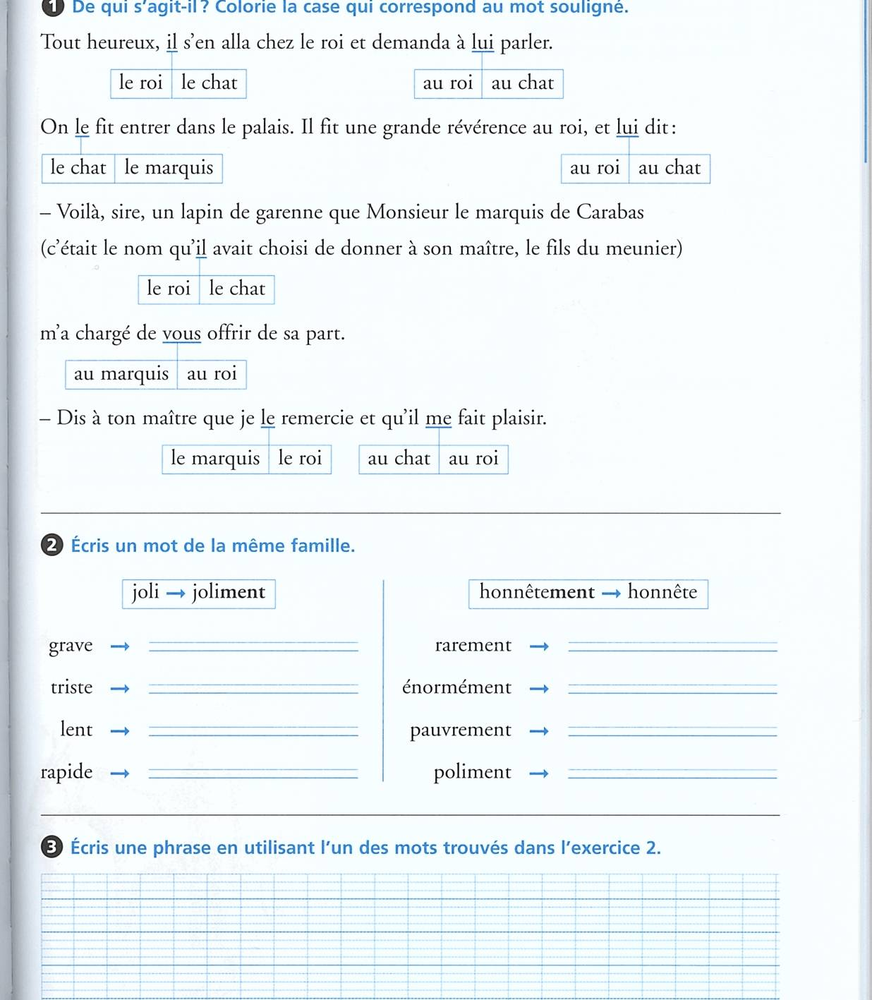 1 De qui s'agit-il ? Colorie la case qui correspond au mot souligné.
Tout heureux, il s'en alla chez le roi et demanda à lui parler.
le roi le chat au roi au chat
On le fit entrer dans le palais. Il fit une grande révérence au roi, et lui dit :
le chat le marquis au roi au chat
– Voilà, sire, un lapin de garenne que Monsieur le marquis de Carabas
(c'était le nom qu'il avait choisi de donner à son maître, le fils du meunier)
le roi le chat
m'a chargé de vous offrir de sa part.
au marquis au roi
– Dis à ton maître que je le remercie et qu'il me fait plaisir.
le marquis le roi au chat au roi
2 Écris un mot de la même famille.
joli → joliment honnêtement → honnête
grave → rarement →
triste → énormément →
lent → pauvrement →
rapide → poliment →
3 Écris une phrase en utilisant l'un des mots trouvés dans l'exercice 2.